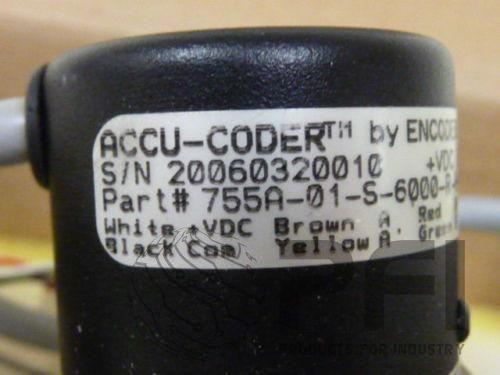 ACCU-CODER™ by ENCODE
S/N 20060320010 +VDC
Part# 755A-01-S-6000-R
White +VDC Brown A Red
Black Com Yellow A' Green
PFI
PRODUCTS FOR INDUSTRY